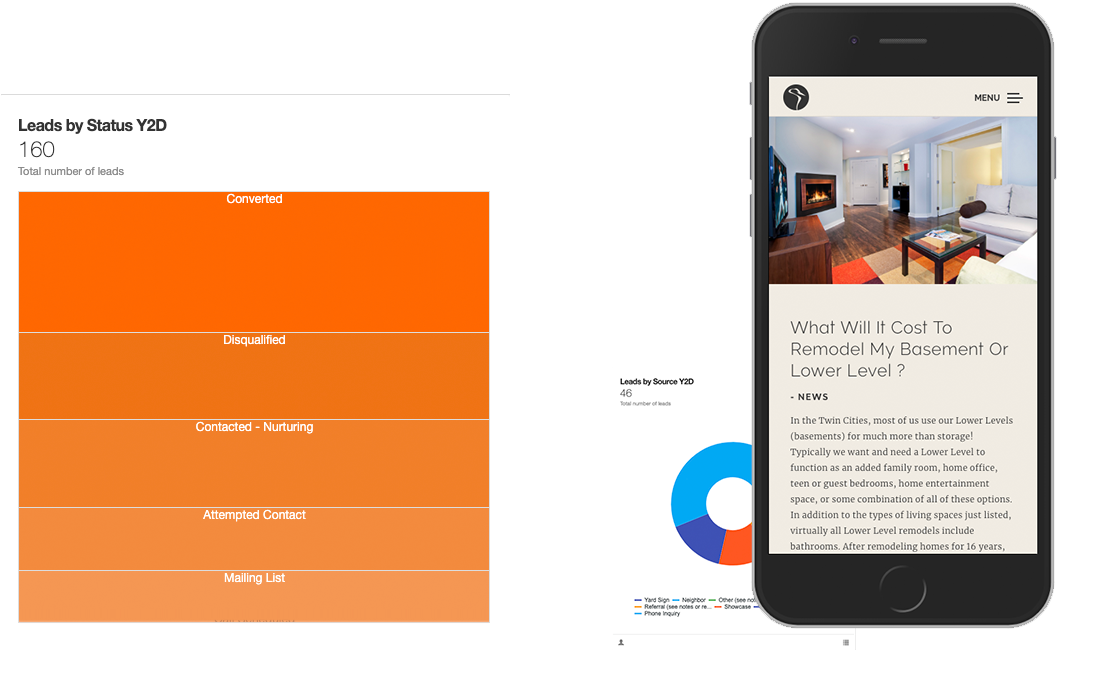 Leads by Status Y2D
160
Total number of leads
Converted
Disqualified
Contacted - Nurturing
Attempted Contact
Mailing List
Leads by Source Y2D
46
Total number of leads
Yard Sign Neighbor Other (see
Referral (see notes or re... Showcase
Phone Inquiry
MENU
What Will It Cost To
Remodel My Basement Or
Lower Level ?
- NEWS
In the Twin Cities, most of us use our Lower Levels
(basements) for much more than storage!
Typically we want and need a Lower Level to
function as an added family room, home office,
teen or guest bedrooms, home entertainment
space, or some combination of all of these options.
In addition to the types of living spaces just listed,
virtually all Lower Level remodels include
bathrooms. After remodeling homes for 16 years,